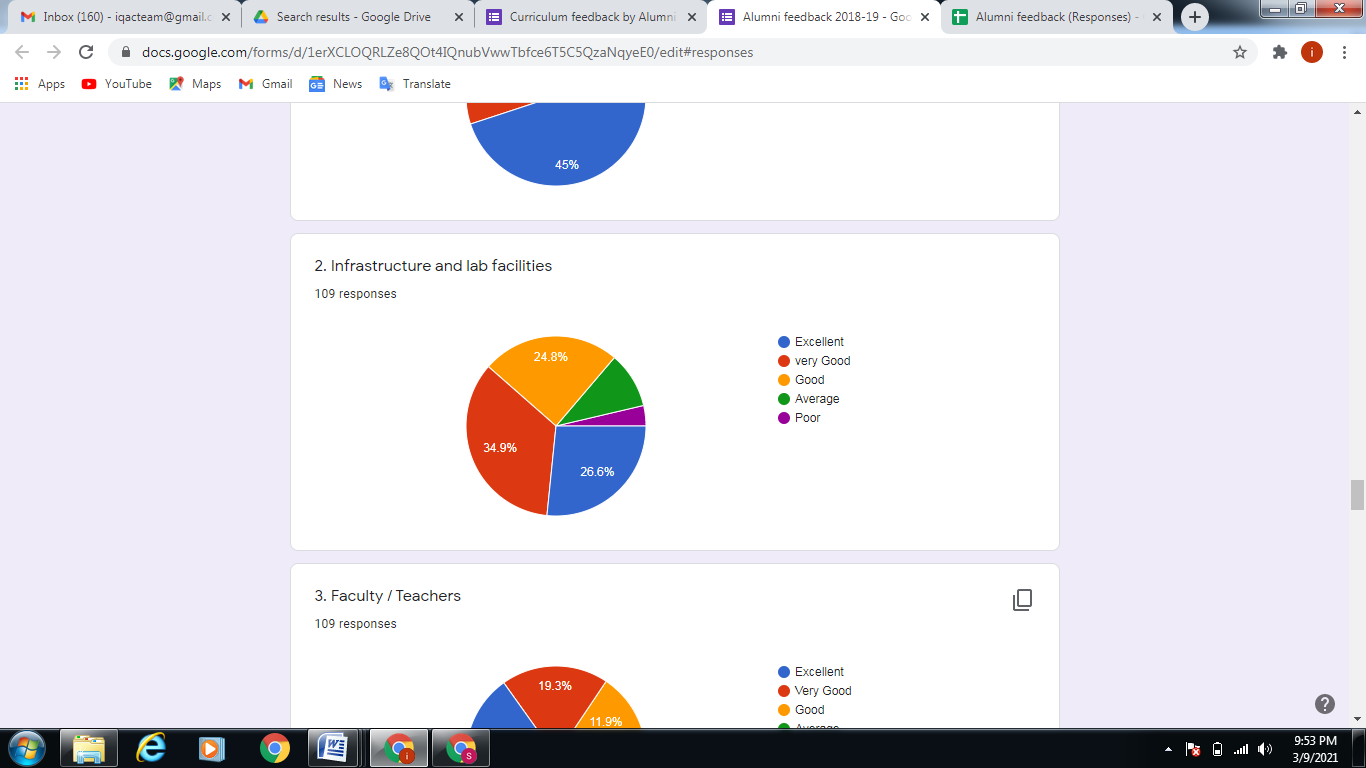 Inbox (160) - iqacteam@gmail.c
Search results - Google Drive
Curriculum feedback by Alumni
Alumni feedback 2018-19 - Goo
Alumni feedback (Responses) -
docs.google.com/forms/d/1erXCLOQRLZe8QOt4IQnubVwwTbfce6T5C5QzaNqyeE0/edit#responses
i
Apps
YouTube
Maps
Gmail
News
Translate
45%
2. Infrastructure and lab facilities
109 responses
24.8%
34.9%
26.6%
Excellent
very Good
Good
Average
Poor
3. Faculty / Teachers
109 responses
19.3%
11.9%
Excellent
Very Good
Good
Average
9:53 PM
3/9/2021